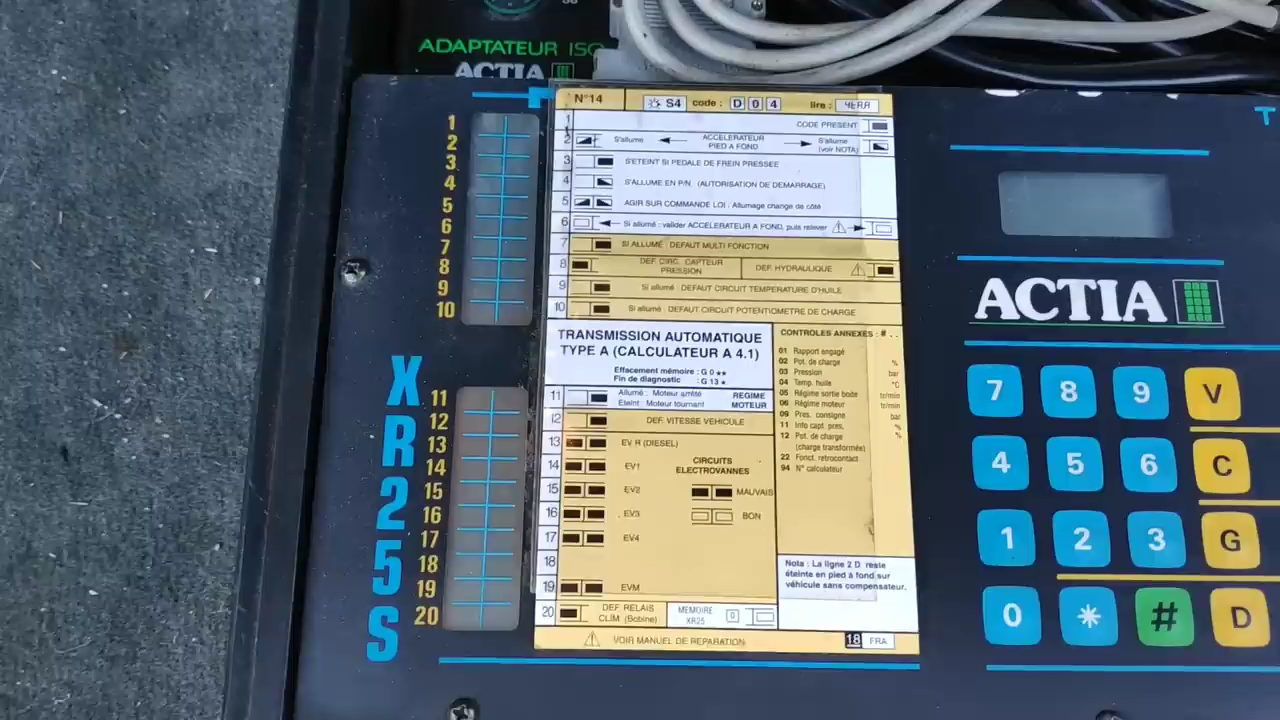 ADAPTATEUR ISO
ACTIA
N°14 S4 code : D 0 4 lire : 4ERA
1 CODE PRESENT
2 S'allume ACCELERATEUR PIED A FOND S'allume (voir NOTA)
3 S'ETEINT SI PEDALE DE FREIN PRESSEE
4 S'ALLUME EN P/N (AUTORISATION DE DEMARRAGE)
5 AGIR SUR COMMANDE LOI : Allumage change de côté
6 Si allumé : valider ACCELERATEUR A FOND, puis relever
7 SI ALLUMÉ : DEFAUT MULTI FONCTION
8 DEF. CIRC. CAPTEUR PRESSION DEF. HYDRAULIQUE
9 Si allumé : DEFAUT CIRCUIT TEMPERATURE D'HUILE
10 Si allumé : DEFAUT CIRCUIT POTENTIOMETRE DE CHARGE
TRANSMISSION AUTOMATIQUE
TYPE A (CALCULATEUR A 4.1)
Effacement mémoire : G 0 ★★
Fin de diagnostic : G 13 ★
11 Allumé : Moteur arrêté REGIME
Eteint : Moteur tournant MOTEUR
12 DEF. VITESSE VEHICULE
13 EV R (DIESEL)
CIRCUITS
14 EV1 ELECTROVANNES
15 EV2 MAUVAIS
16 EV3 BON
17 EV4
18
19 EVM
20 DEF. RELAIS CLIM (Bobine) MEMOIRE XR25 0
VOIR MANUEL DE REPARATION 18 FRA
CONTROLES ANNEXES : # . .
01 Rapport engagé
02 Pot. de charge %
03 Pression bar
04 Temp. huile °C
05 Régime sortie boite tr/min
06 Régime moteur tr/min
09 Pres. consigne bar
11 Info capt. pres. %
12 Pot. de charge %
(charge transformée)
22 Fonct. retrocontact
94 N° calculateur
Nota : La ligne 2 D reste
éteinte en pied à fond sur
véhicule sans compensateur.
1
2
3
4
5
6
7
8
9
10
XR25S
11
12
13
14
15
16
17
18
19
20
T
ACTIA
7 8 9 V
4 5 6 C
1 2 3 G
0 * # D